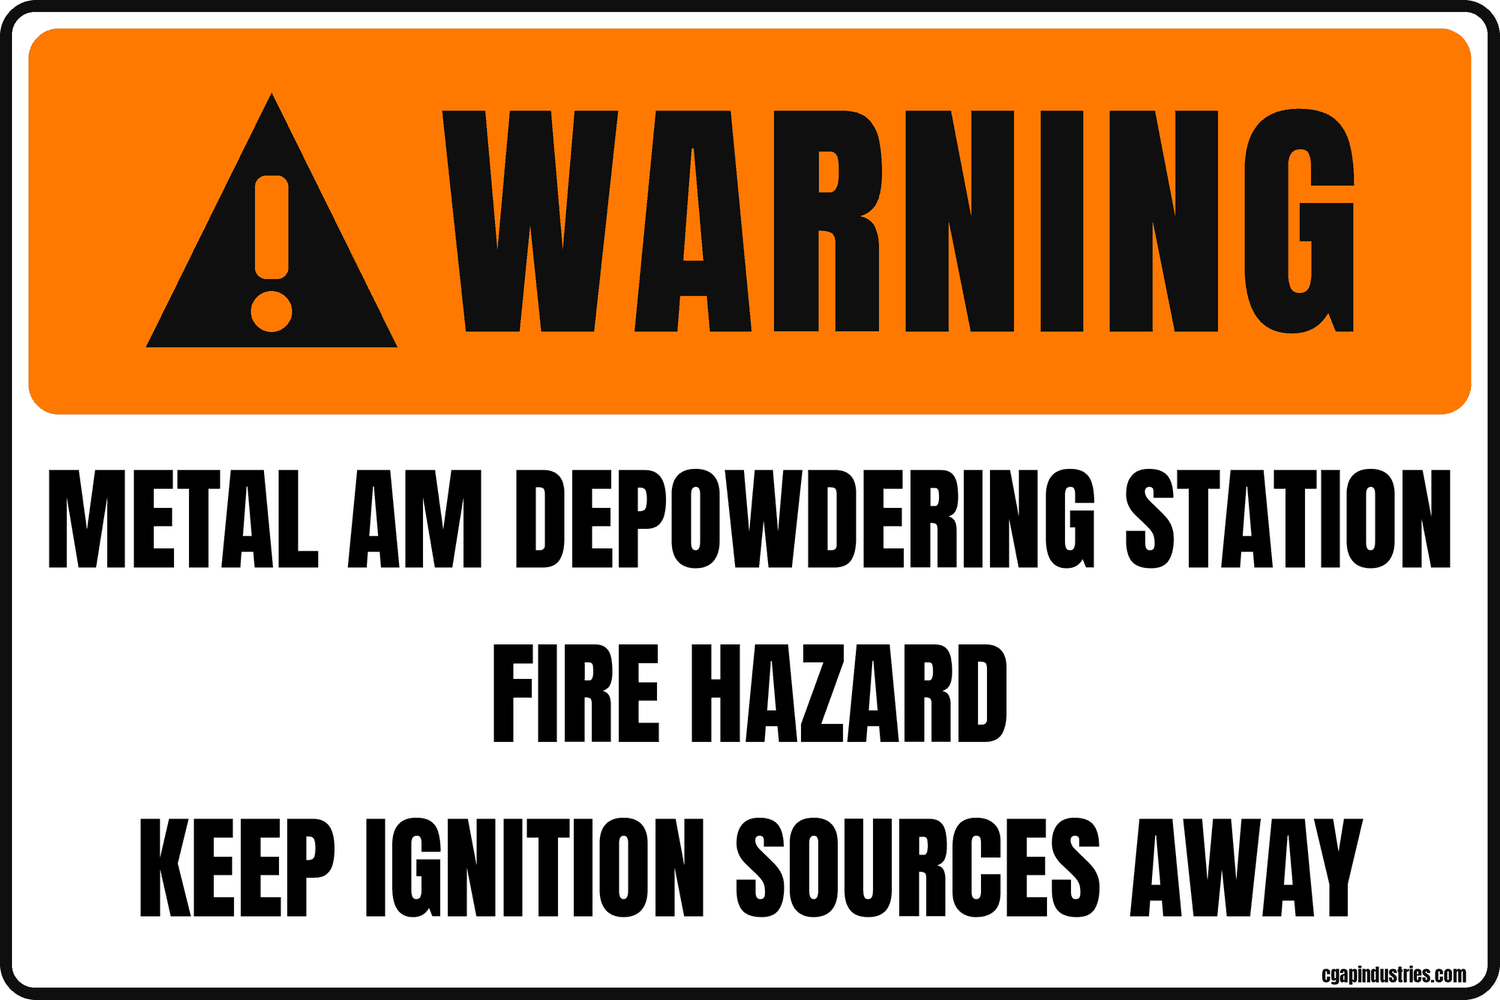 WARNING
METAL AM DEPOWDERING STATION
FIRE HAZARD
KEEP IGNITION SOURCES AWAY
cgapindustries.com